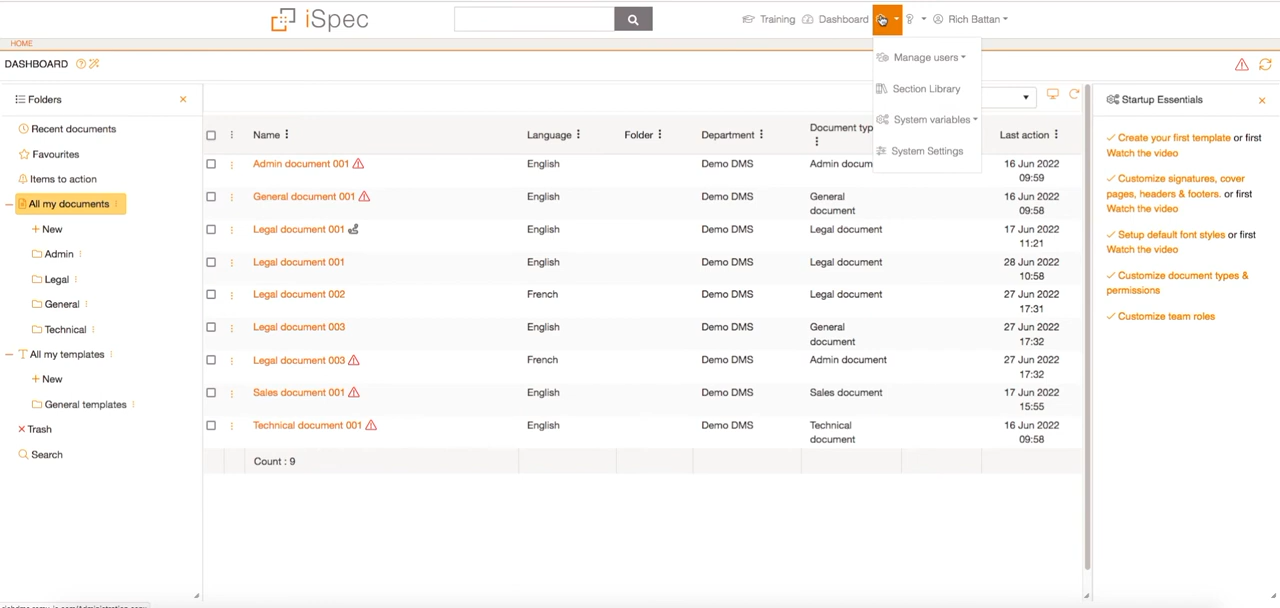 iSpec
Training Dashboard ? Rich Battan
HOME
DASHBOARD
Manage users
Section Library
System variables
System Settings
Folders
Recent documents
Favourites
Items to action
All my documents
+ New
Admin
Legal
General
Technical
All my templates
+ New
General templates
Trash
Search
Name Language Folder Department Document typ Last action
Admin document 001 English Demo DMS Admin docum 16 Jun 2022
09:59
General document 001 English Demo DMS General 16 Jun 2022
document 09:58
Legal document 001 English Demo DMS Legal document 17 Jun 2022
11:21
Legal document 001 English Demo DMS Legal document 28 Jun 2022
10:58
Legal document 002 French Demo DMS Legal document 27 Jun 2022
17:31
Legal document 003 English Demo DMS General 27 Jun 2022
document 17:32
Legal document 003 French Demo DMS Admin document 27 Jun 2022
17:32
Sales document 001 English Demo DMS Sales document 17 Jun 2022
15:55
Technical document 001 English Demo DMS Technical 16 Jun 2022
document 09:58
Count : 9
Startup Essentials
Create your first template or first
Watch the video
Customize signatures, cover
pages, headers & footers. or first
Watch the video
Setup default font styles or first
Watch the video
Customize document types &
permissions
Customize team roles